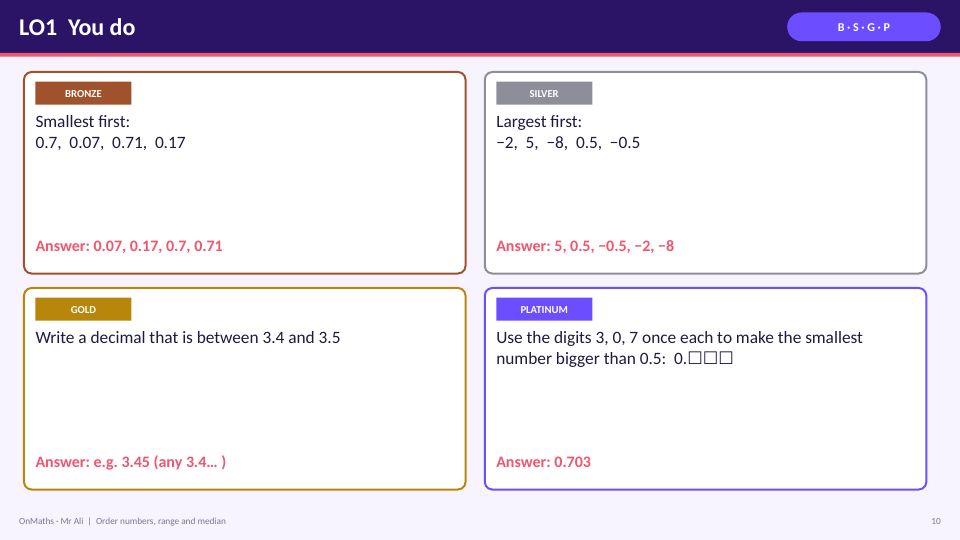 LO1 You do
B · S · G · P
BRONZE
Smallest first:
0.7, 0.07, 0.71, 0.17
Answer: 0.07, 0.17, 0.7, 0.71
SILVER
Largest first:
−2, 5, −8, 0.5, −0.5
Answer: 5, 0.5, −0.5, −2, −8
GOLD
Write a decimal that is between 3.4 and 3.5
Answer: e.g. 3.45 (any 3.4… )
PLATINUM
Use the digits 3, 0, 7 once each to make the smallest
number bigger than 0.5: 0.☐☐☐
Answer: 0.703
OnMaths - Mr Ali | Order numbers, range and median
10